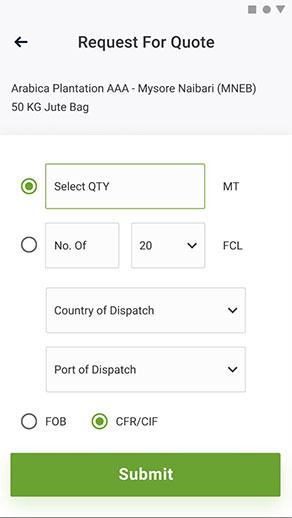 Request For Quote
Arabica Plantation AAA - Mysore Naibari (MNEB)
50 KG Jute Bag
Select QTY MT
No. Of 20 FCL
Country of Dispatch
Port of Dispatch
FOB CFR/CIF
Submit